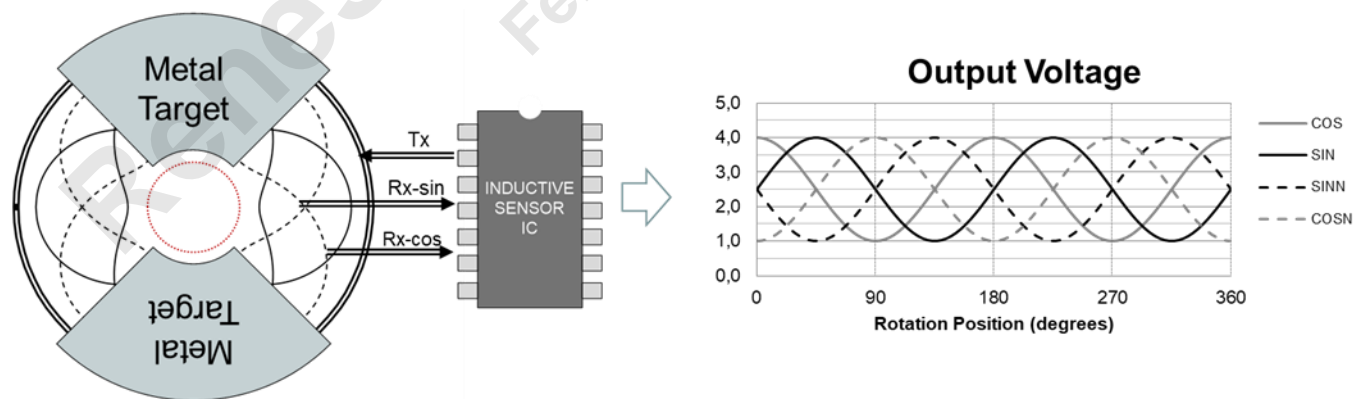 Metal
Target
Metal
Target
Tx
Rx-sin
Rx-cos
INDUCTIVE
SENSOR
IC
Output Voltage
5,0
4,0
3,0
2,0
1,0
0,0
0 90 180 270 360
Rotation Position (degrees)
COS
SIN
SINN
COSN